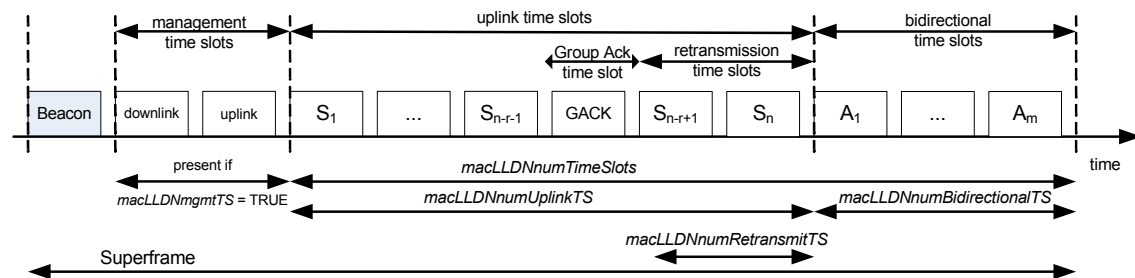 management
time slots
uplink time slots
bidirectional
time slots
Group Ack
time slot
retransmission
time slots
Beacon
downlink
uplink
S1
...
Sn-r-1
GACK
Sn-r+1
Sn
A1
...
Am
time
present if
macLLDNmgmtTS = TRUE
macLLDNnumTimeSlots
macLLDNnumUplinkTS
macLLDNnumBidirectionalTS
macLLDNnumRetransmitTS
Superframe